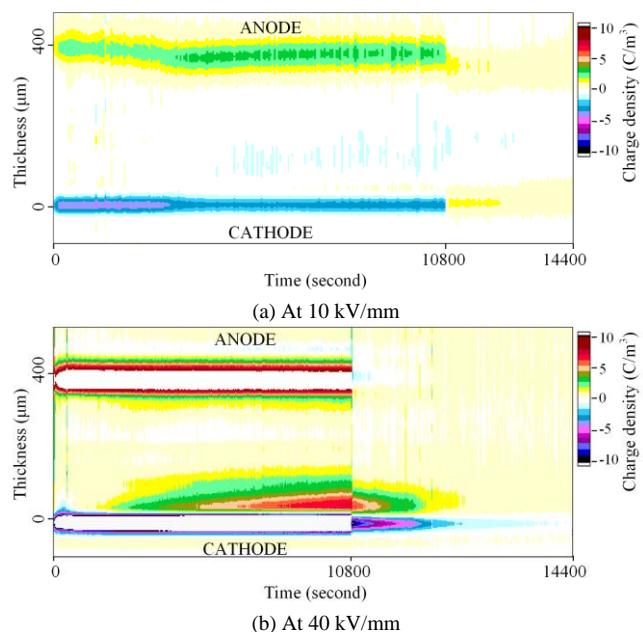 ANODE
400
Thickness (µm)
0
CATHODE
0
10800
14400
Time (second)
10
5
0
-5
-10
Charge density (C/m³)
(a) At 10 kV/mm
ANODE
400
Thickness (µm)
0
CATHODE
0
10800
14400
Time (second)
10
5
0
-5
-10
Charge density (C/m³)
(b) At 40 kV/mm